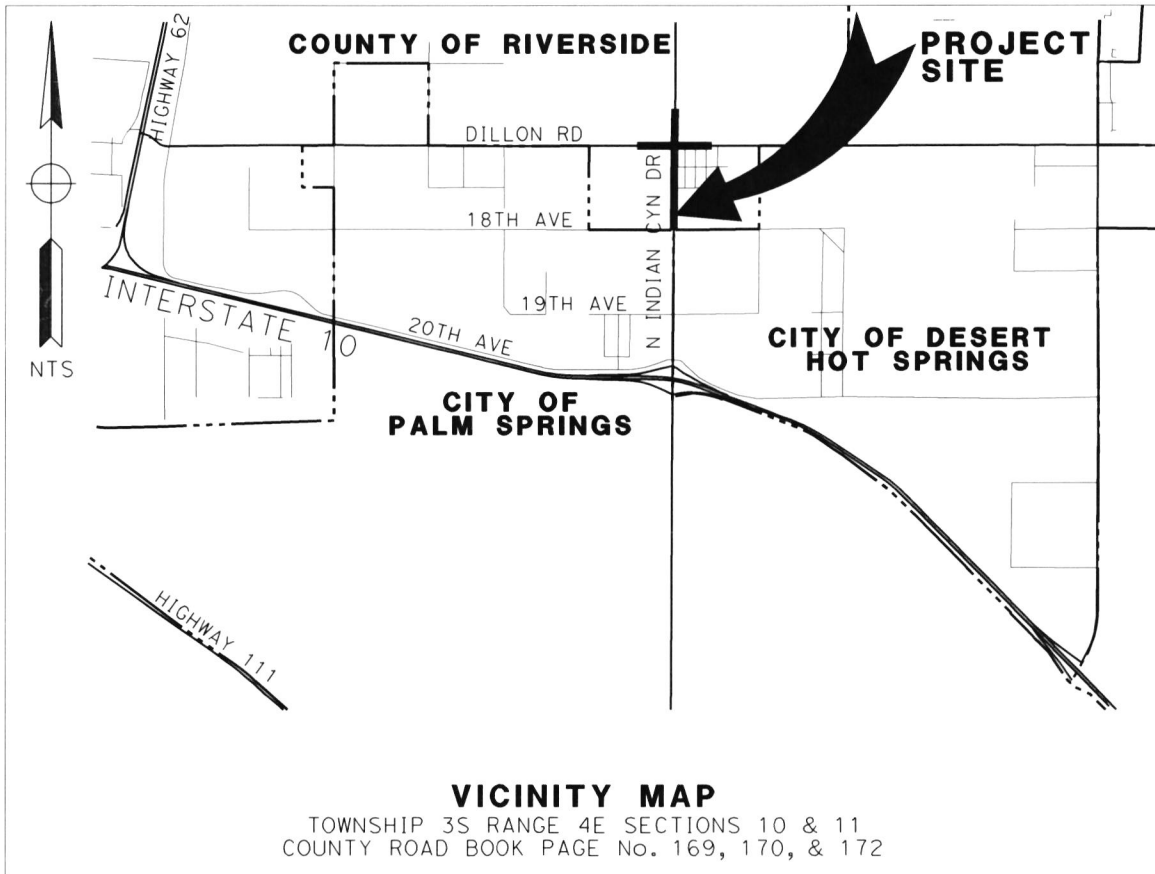 HIGHWAY 62
COUNTY OF RIVERSIDE
PROJECT
SITE
DILLON RD
18TH AVE
N INDIAN CYN DR
19TH AVE
INTERSTATE 10
20TH AVE
NTS
CITY OF DESERT
HOT SPRINGS
CITY OF
PALM SPRINGS
HIGHWAY 111
VICINITY MAP
TOWNSHIP 3S RANGE 4E SECTIONS 10 & 11
COUNTY ROAD BOOK PAGE No. 169, 170, & 172